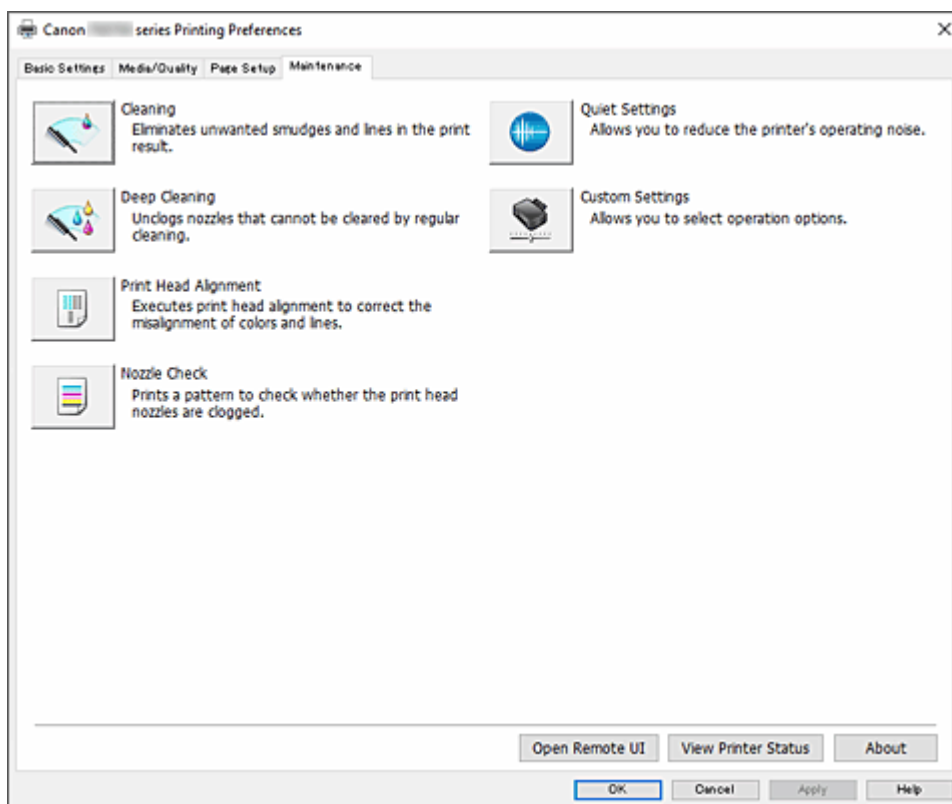 Canon series Printing Preferences
Basic Settings Media/Quality Page Setup Maintenance
Cleaning
Eliminates unwanted smudges and lines in the print
result.
Deep Cleaning
Unclogs nozzles that cannot be cleared by regular
cleaning.
Print Head Alignment
Executes print head alignment to correct the
misalignment of colors and lines.
Nozzle Check
Prints a pattern to check whether the print head
nozzles are clogged.
Quiet Settings
Allows you to reduce the printer's operating noise.
Custom Settings
Allows you to select operation options.
Open Remote UI View Printer Status About
OK Cancel Apply Help